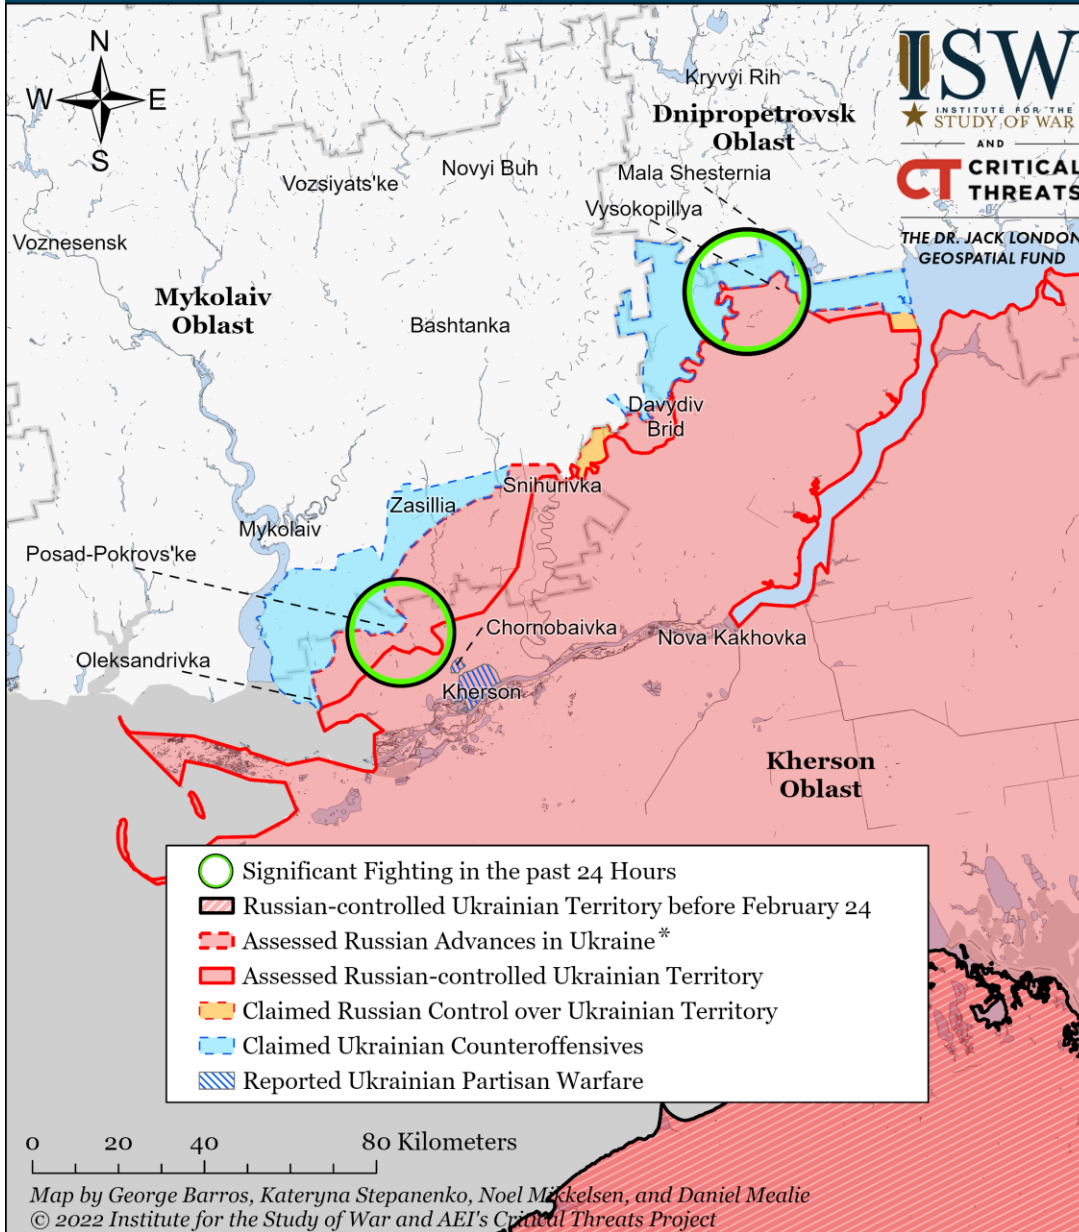 N
W E
S
Kryvyi Rih
ISW
INSTITUTE FOR THE
STUDY OF WAR
AND
CT CRITICAL
THREATS
THE DR. JACK LONDON
GEOSPATIAL FUND
Dnipropetrovsk
Oblast
Novyi Buh
Mala Shesternia
Vozsiyats'ke
Vysokopillya
Voznesensk
Mykolaiv
Oblast
Bashtanka
Davydiv
Brid
Snihurivka
Zasillia
Mykolaiv
Posad-Pokrovs'ke
Chornobaivka
Nova Kakhovka
Oleksandrivka
Kherson
Kherson
Oblast
Significant Fighting in the past 24 Hours
Russian-controlled Ukrainian Territory before February 24
Assessed Russian Advances in Ukraine*
Assessed Russian-controlled Ukrainian Territory
Claimed Russian Control over Ukrainian Territory
Claimed Ukrainian Counteroffensives
Reported Ukrainian Partisan Warfare
0 20 40 80 Kilometers
Map by George Barros, Kateryna Stepanenko, Noel Mikkelsen, and Daniel Mealie
© 2022 Institute for the Study of War and AEI's Critical Threats Project